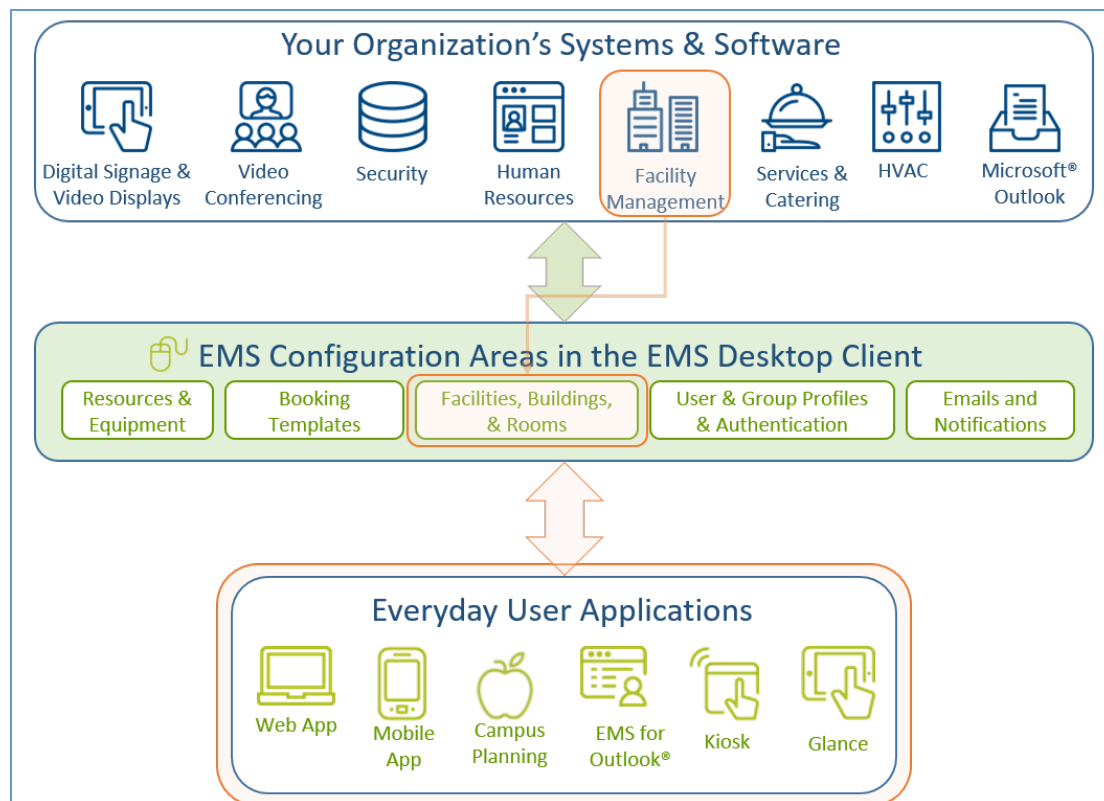 Your Organization's Systems & Software
Digital Signage &
Video Displays
Video
Conferencing
Security
Human
Resources
Facility
Management
Services &
Catering
HVAC
Microsoft®
Outlook
EMS Configuration Areas in the EMS Desktop Client
Resources &
Equipment
Booking
Templates
Facilities, Buildings,
& Rooms
User & Group Profiles
& Authentication
Emails and
Notifications
Everyday User Applications
Web App
Mobile
App
Campus
Planning
EMS for
Outlook®
Kiosk
Glance